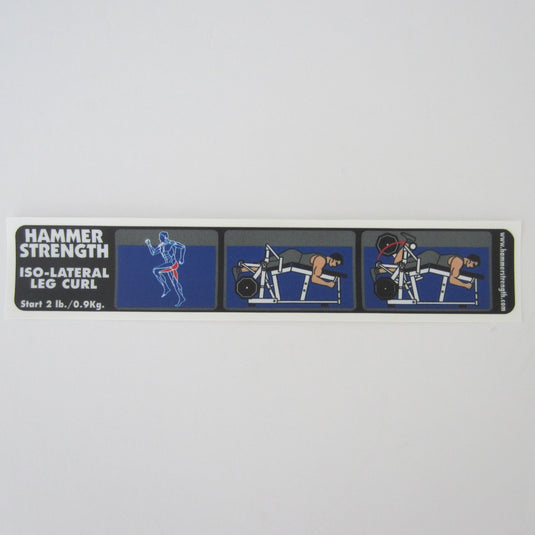 HAMMER
STRENGTH
ISO-LATERAL
LEG CURL
Start 2 lb./0.9Kg.
www.hammerstrength.com